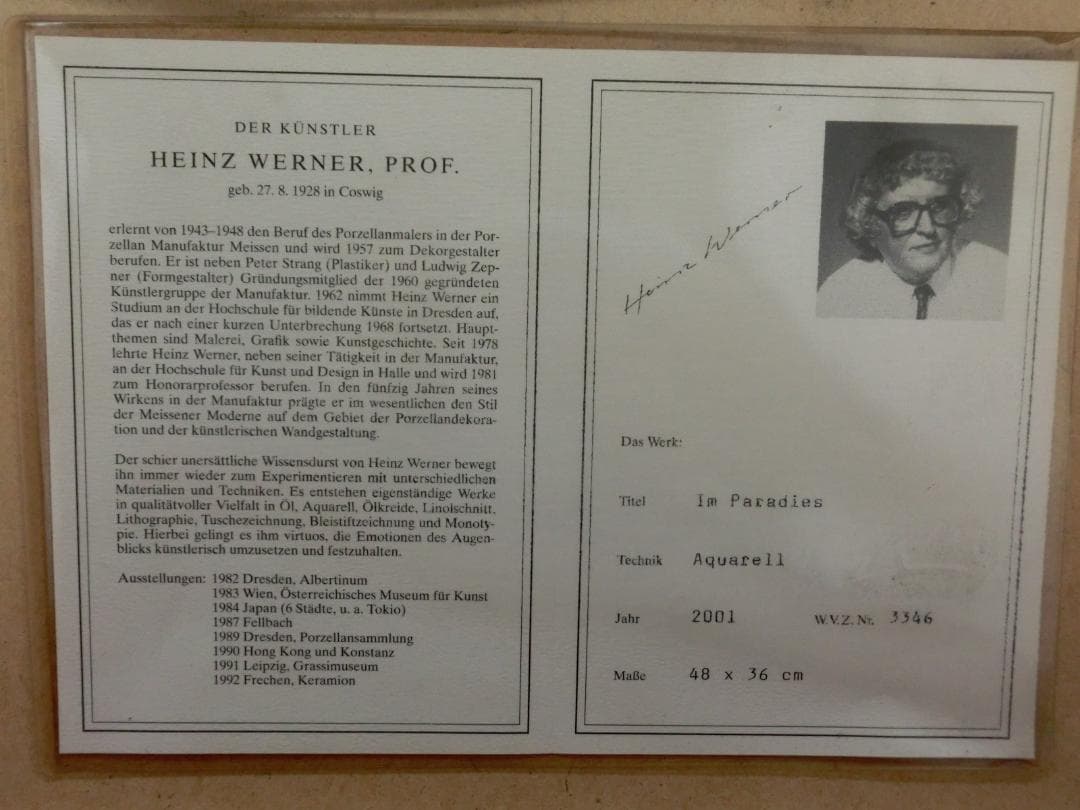 DER KÜNSTLER
HEINZ WERNER, PROF.
geb. 27. 8. 1928 in Coswig
erlernt von 1943–1948 den Beruf des Porzellanmalers in der Por-
zellan Manufaktur Meissen und wird 1957 zum Dekorgestalter
berufen. Er ist neben Peter Strang (Plastiker) und Ludwig Zep-
ner (Formgestalter) Gründungsmitglied der 1960 gegründeten
Künstlergruppe der Manufaktur. 1962 nimmt Heinz Werner ein
Studium an der Hochschule für bildende Künste in Dresden auf,
das er nach einer kurzen Unterbrechung 1968 fortsetzt. Haupt-
themen sind Malerei, Grafik sowie Kunstgeschichte. Seit 1978
lehrte Heinz Werner, neben seiner Tätigkeit in der Manufaktur,
an der Hochschule für Kunst und Design in Halle und wird 1981
zum Honorarprofessor berufen. In den fünfzig Jahren seines
Wirkens in der Manufaktur prägte er im wesentlichen den Stil
der Meissener Moderne auf dem Gebiet der Porzellandekora-
tion und der künstlerischen Wandgestaltung.
Der schier unersättliche Wissensdurst von Heinz Werner bewegt
ihn immer wieder zum Experimentieren mit unterschiedlichen
Materialien und Techniken. Es entstehen eigenständige Werke
in qualitätvoller Vielfalt in Öl, Aquarell, Ölkreide, Linolschnitt,
Lithographie, Tuschezeichnung, Bleistiftzeichnung und Monoty-
pie. Hierbei gelingt es ihm virtuos, die Emotionen des Augen-
blicks künstlerisch umzusetzen und festzuhalten.
Ausstellungen: 1982 Dresden, Albertinum
1983 Wien, Österreichisches Museum für Kunst
1984 Japan (6 Städte, u. a. Tokio)
1987 Fellbach
1989 Dresden, Porzellansammlung
1990 Hong Kong und Konstanz
1991 Leipzig, Grassimuseum
1992 Frechen, Keramion
Heinz Werner
Das Werk:
Titel Im Paradies
Technik Aquarell
Jahr 2001 W.V.Z. Nr. 3346
Maße 48 x 36 cm